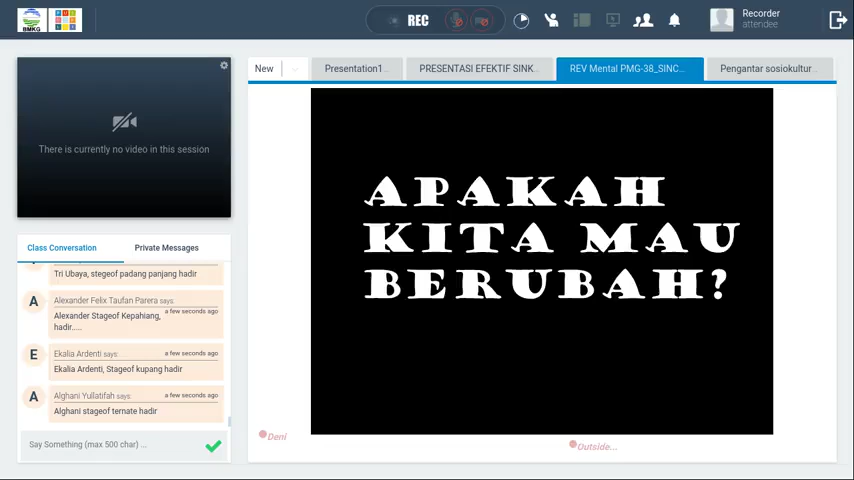 BMKG
REC
Recorder
attendee
There is currently no video in this session
New
Presentation1..
PRESENTASI EFEKTIF SINK...
REV Mental PMG-38_SINC...
Pengantar sosiokultur...
APAKAH
KITA MAU
BERUBAH?
Class Conversation
Private Messages
Tri Ubaya, stegeof padang panjang hadir
A
Alexander Felix Taufan Parera says:
a few seconds ago
Alexander Stageof Kepahiang,
hadir.....
E
Ekalia Ardenti says:
a few seconds ago
Ekalia Ardenti, Stageof kupang hadir
A
Alghani Yullatifah says:
a few seconds ago
Alghani stageof ternate hadir
Say Something (max 500 char) ...
Deni
Outside...